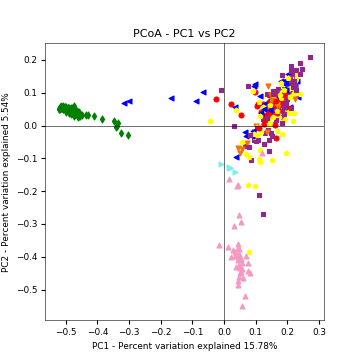 PCoA - PC1 vs PC2
0.2
0.1
0.0
−0.1
−0.2
−0.3
−0.4
−0.5
PC2 - Percent variation explained 5.54%
−0.5 −0.4 −0.3 −0.2 −0.1 0.0 0.1 0.2 0.3
PC1 - Percent variation explained 15.78%